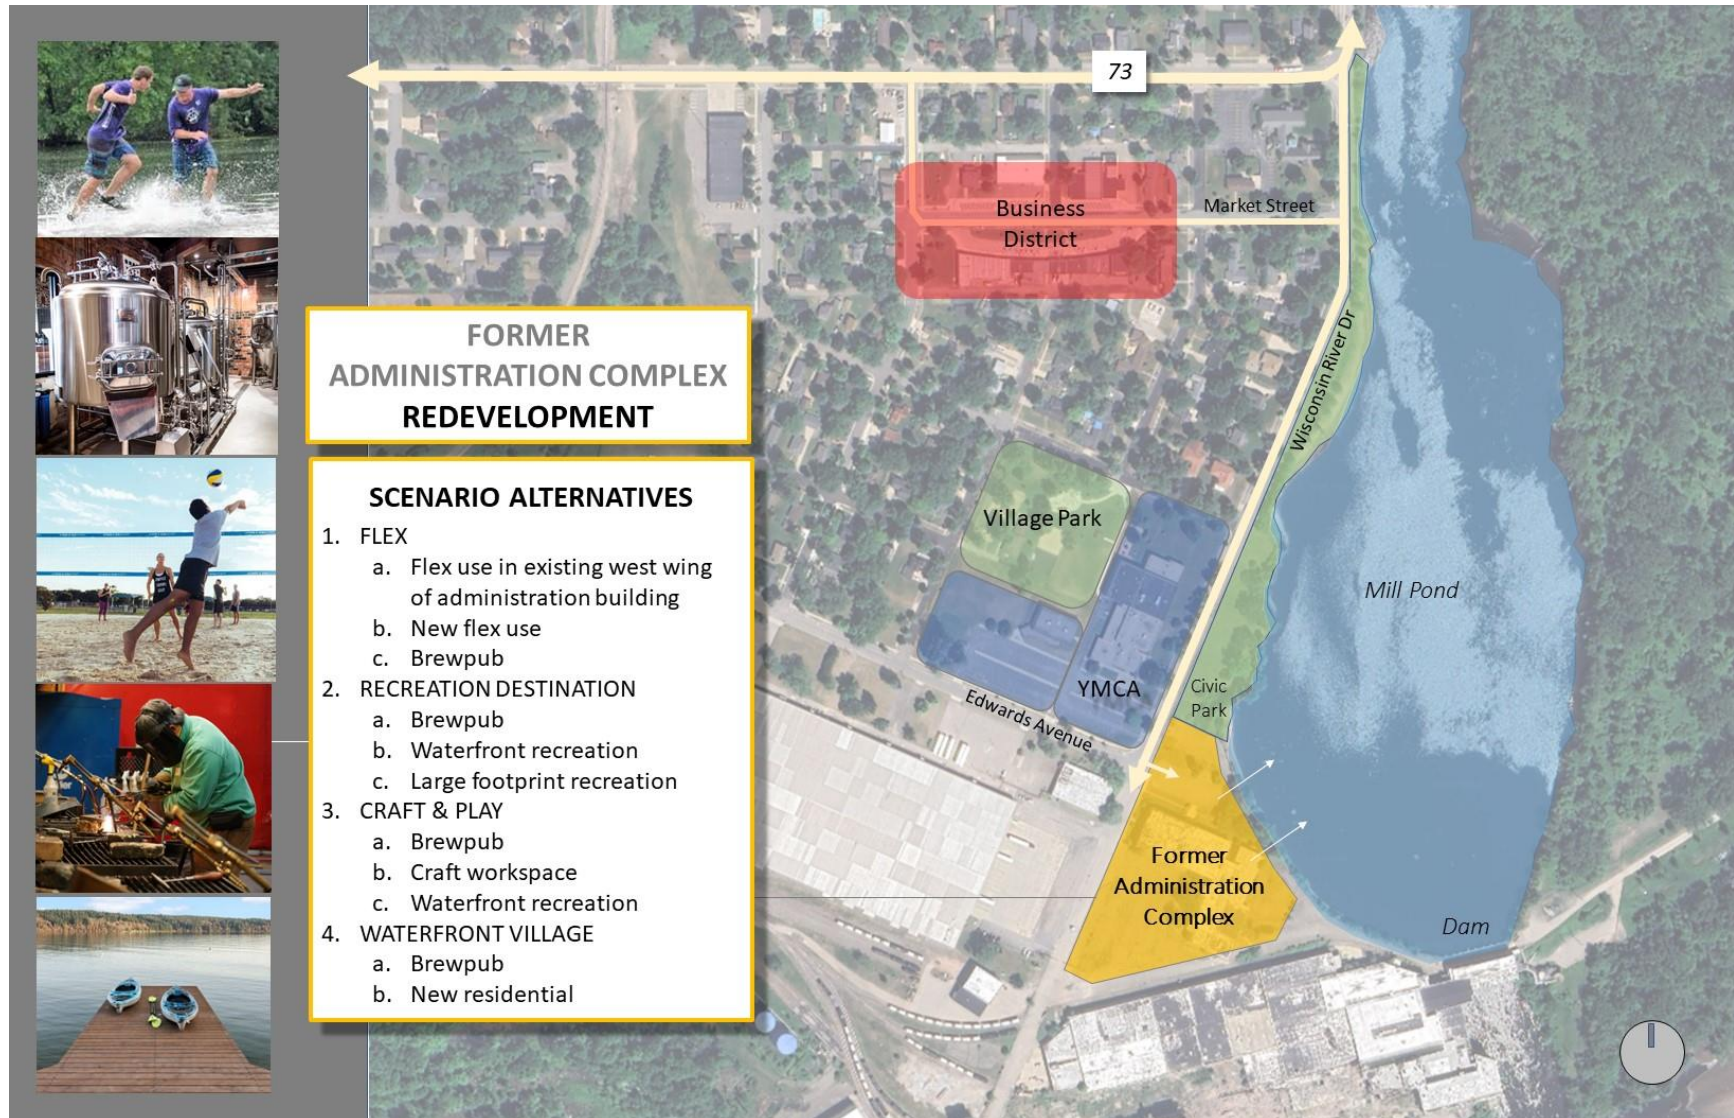 73
Business
District
Market Street
FORMER
ADMINISTRATION COMPLEX
REDEVELOPMENT
Wisconsin River Dr
SCENARIO ALTERNATIVES
1. FLEX
a. Flex use in existing west wing
of administration building
b. New flex use
c. Brewpub
2. RECREATION DESTINATION
a. Brewpub
b. Waterfront recreation
c. Large footprint recreation
3. CRAFT & PLAY
a. Brewpub
b. Craft workspace
c. Waterfront recreation
4. WATERFRONT VILLAGE
a. Brewpub
b. New residential
Village Park
Mill Pond
YMCA
Civic
Park
Edwards Avenue
Former
Administration
Complex
Dam